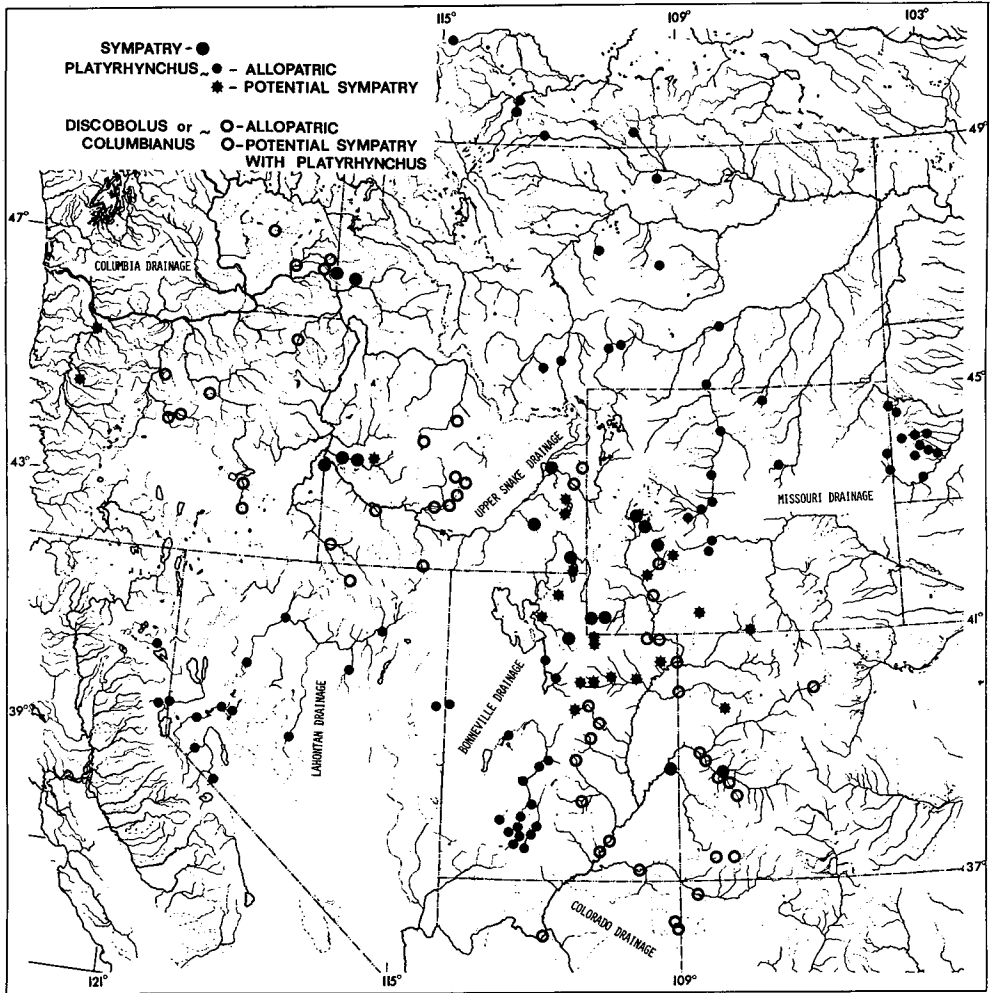 115°
109°
103°
SYMPATRY - ●
PLATYRHYNCHUS ~ ● - ALLOPATRIC
✸ - POTENTIAL SYMPATRY
DISCOBOLUS or ~ O - ALLOPATRIC
COLUMBIANUS O - POTENTIAL SYMPATRY
WITH PLATYRHYNCHUS
49°
47°
COLUMBIA DRAINAGE
45°
43°
UPPER SNAKE DRAINAGE
MISSOURI DRAINAGE
41°
39°
LAHONTAN DRAINAGE
BONNEVILLE DRAINAGE
37°
COLORADO DRAINAGE
121°
115°
109°